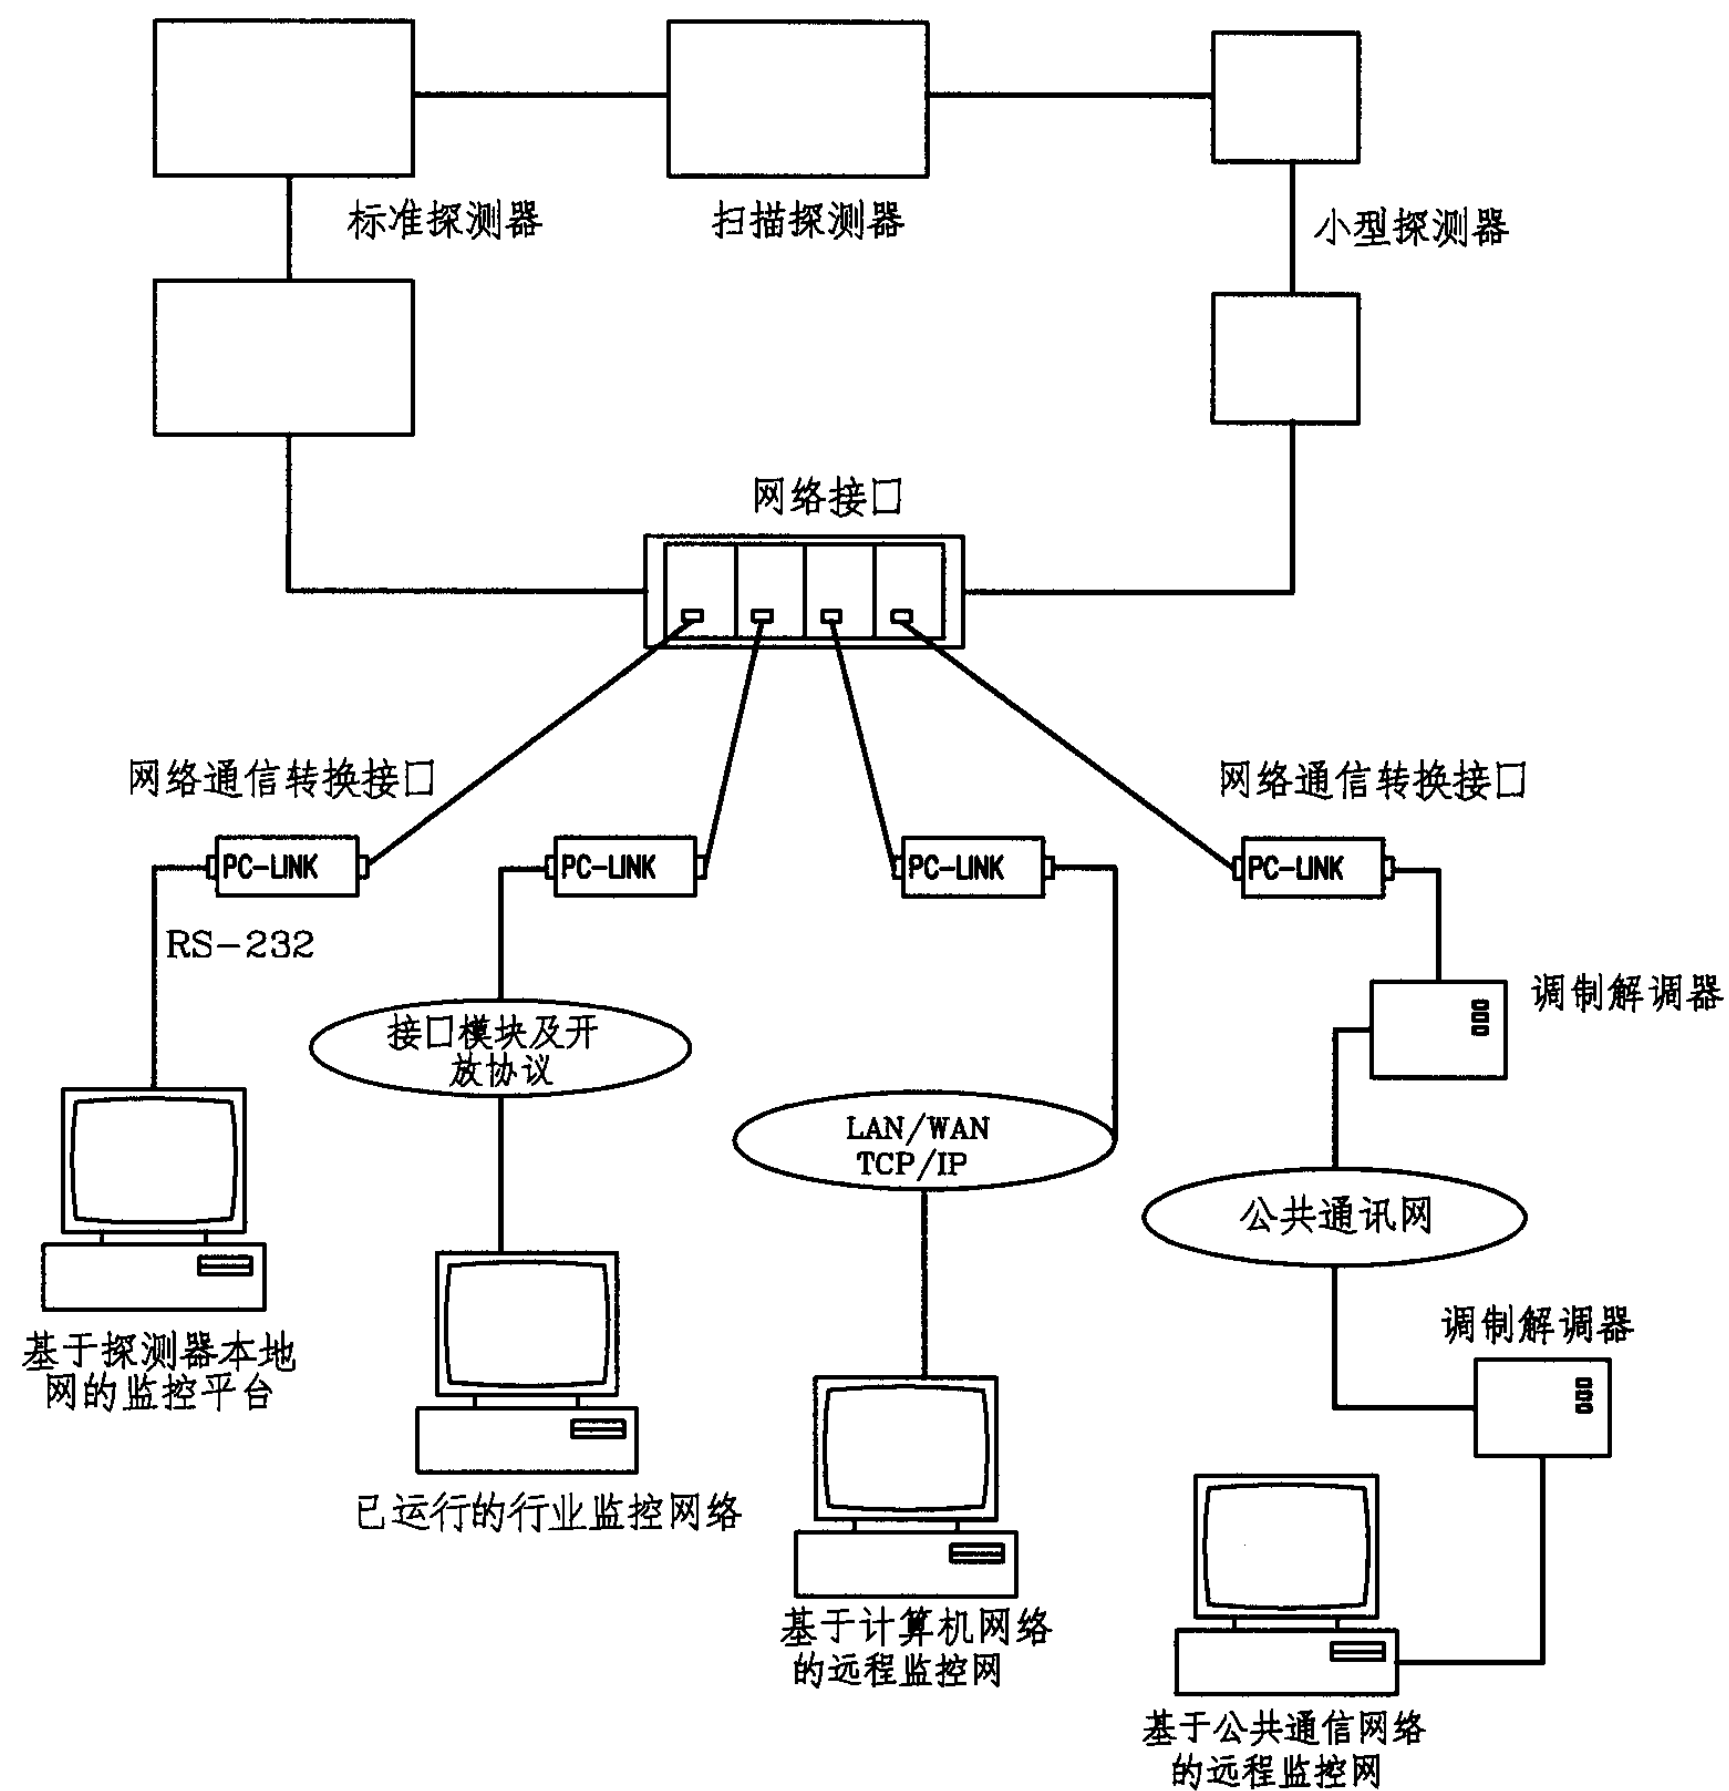 标准探测器
扫描探测器
小型探测器
网络接口
网络通信转换接口
网络通信转换接口
PC-LINK
PC-LINK
PC-LINK
PC-LINK
RS-232
调制解调器
接口模块及开
放协议
LAN/WAN
TCP/IP
公共通讯网
调制解调器
基于探测器本地
网的监控平台
已运行的行业监控网络
基于计算机网络
的远程监控网
基于公共通信网络
的远程监控网